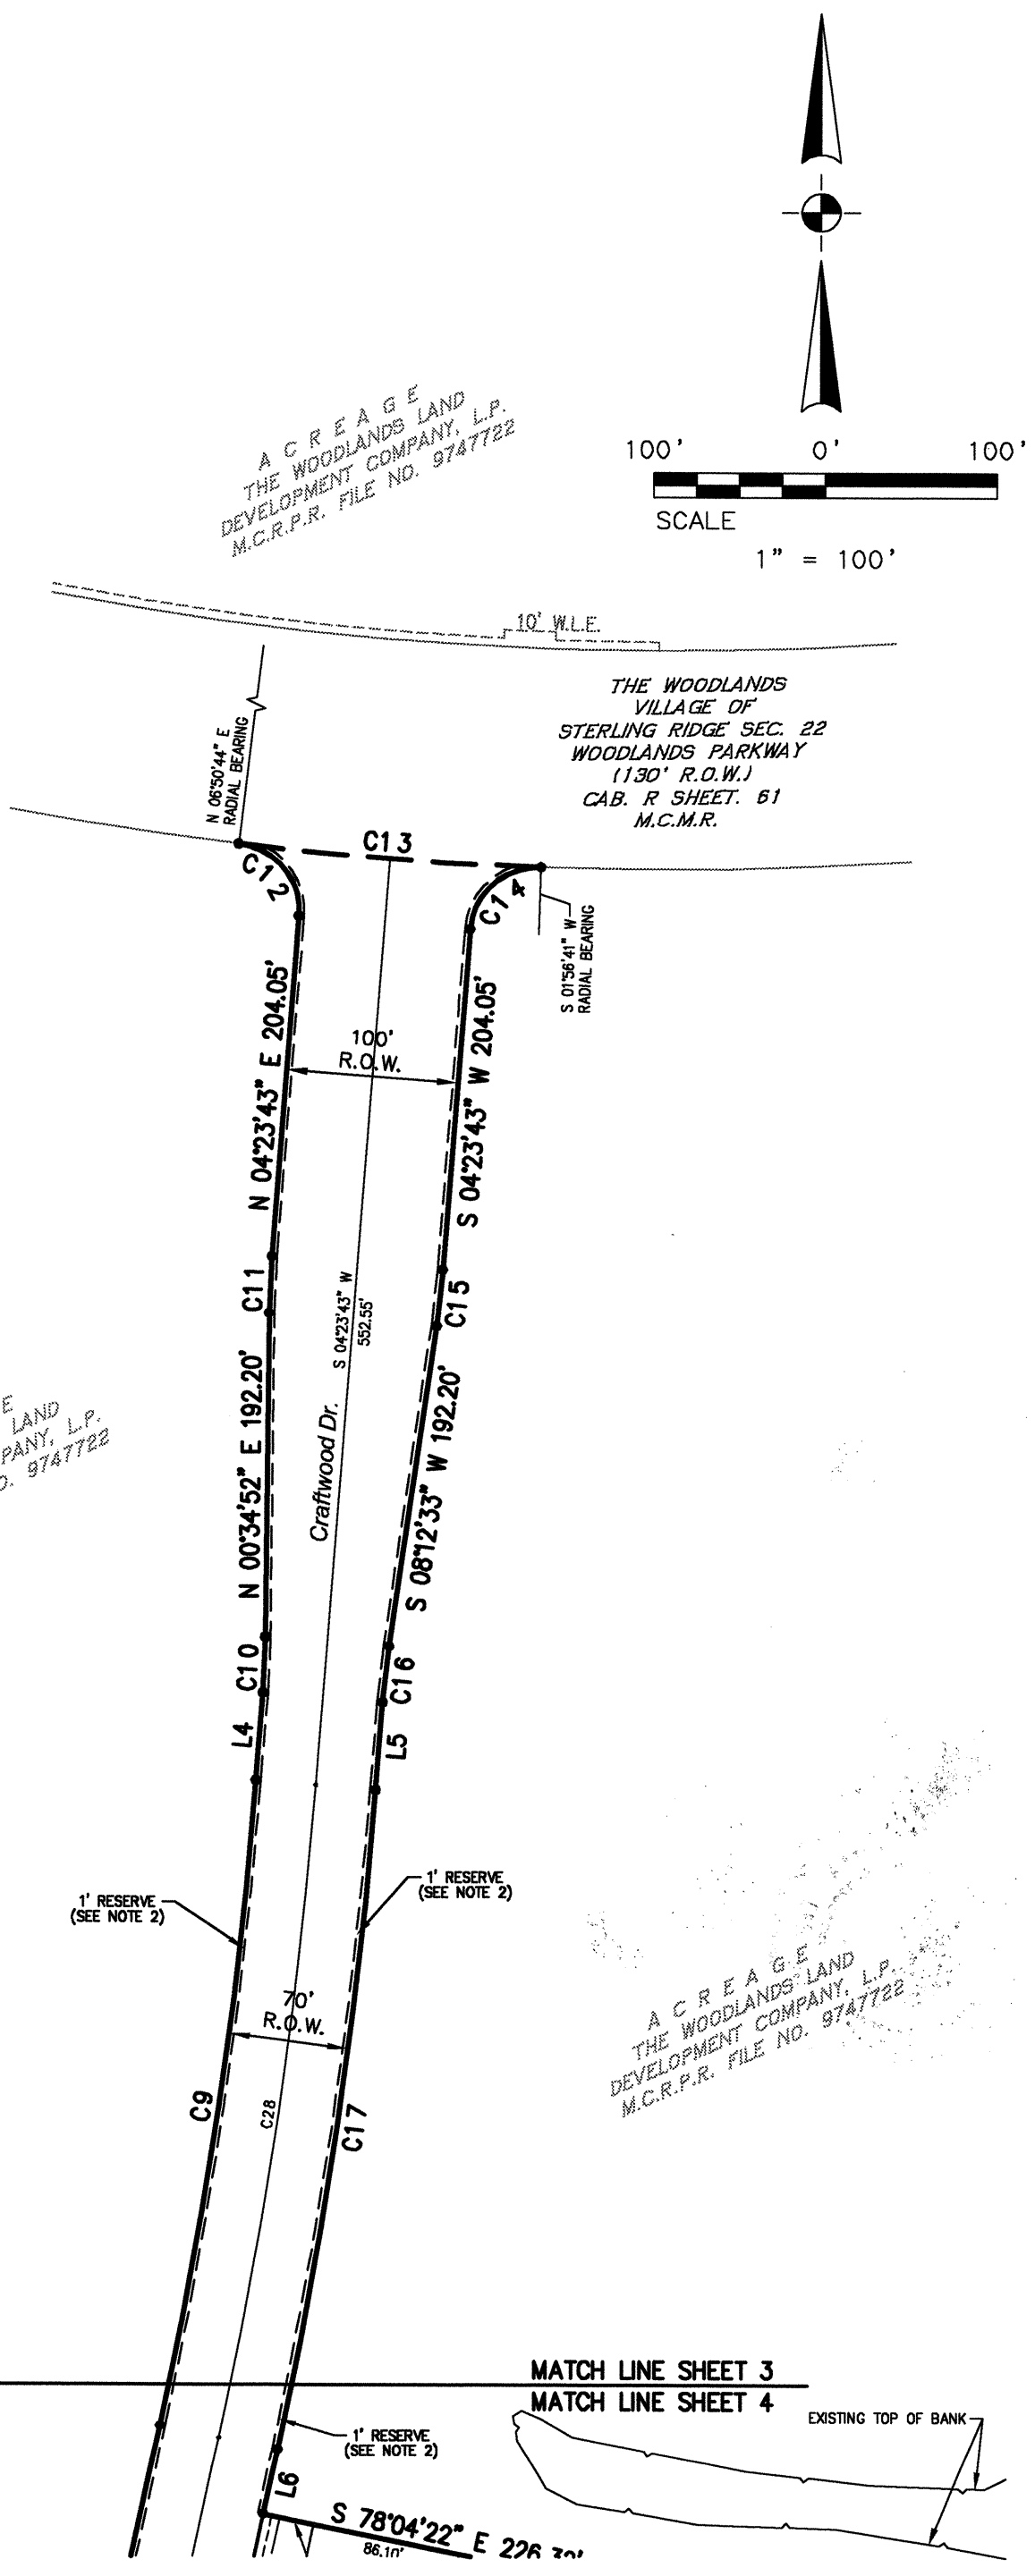 A C R E A G E
THE WOODLANDS LAND
DEVELOPMENT COMPANY, L.P.
M.C.R.P.R. FILE NO. 9747722
100' 0' 100'
SCALE
1" = 100'
10' W.L.E.
THE WOODLANDS
VILLAGE OF
STERLING RIDGE SEC. 22
WOODLANDS PARKWAY
(130' R.O.W.)
CAB. R SHEET. 61
M.C.M.R.
N 06°50'44" E
RADIAL BEARING
C13
C12
C14
S 01°56'41" W
RADIAL BEARING
N 04°23'43" E 204.05'
100'
R.O.W.
S 04°23'43" W 204.05'
C11
C15
S 04°23'43" W
552.55'
Craftwood Dr.
N 00°34'52" E 192.20'
S 08°12'33" W 192.20'
E
LAND
PANY, L.P.
O. 9747722
C10
C16
L4
L5
1' RESERVE
(SEE NOTE 2)
1' RESERVE
(SEE NOTE 2)
A C R E A G E
THE WOODLANDS LAND
DEVELOPMENT COMPANY, L.P.
M.C.R.P.R. FILE NO. 9747722
70'
R.O.W.
C9
C28
C17
MATCH LINE SHEET 3
MATCH LINE SHEET 4
EXISTING TOP OF BANK
1' RESERVE
(SEE NOTE 2)
L6
S 78°04'22" E
86.10'